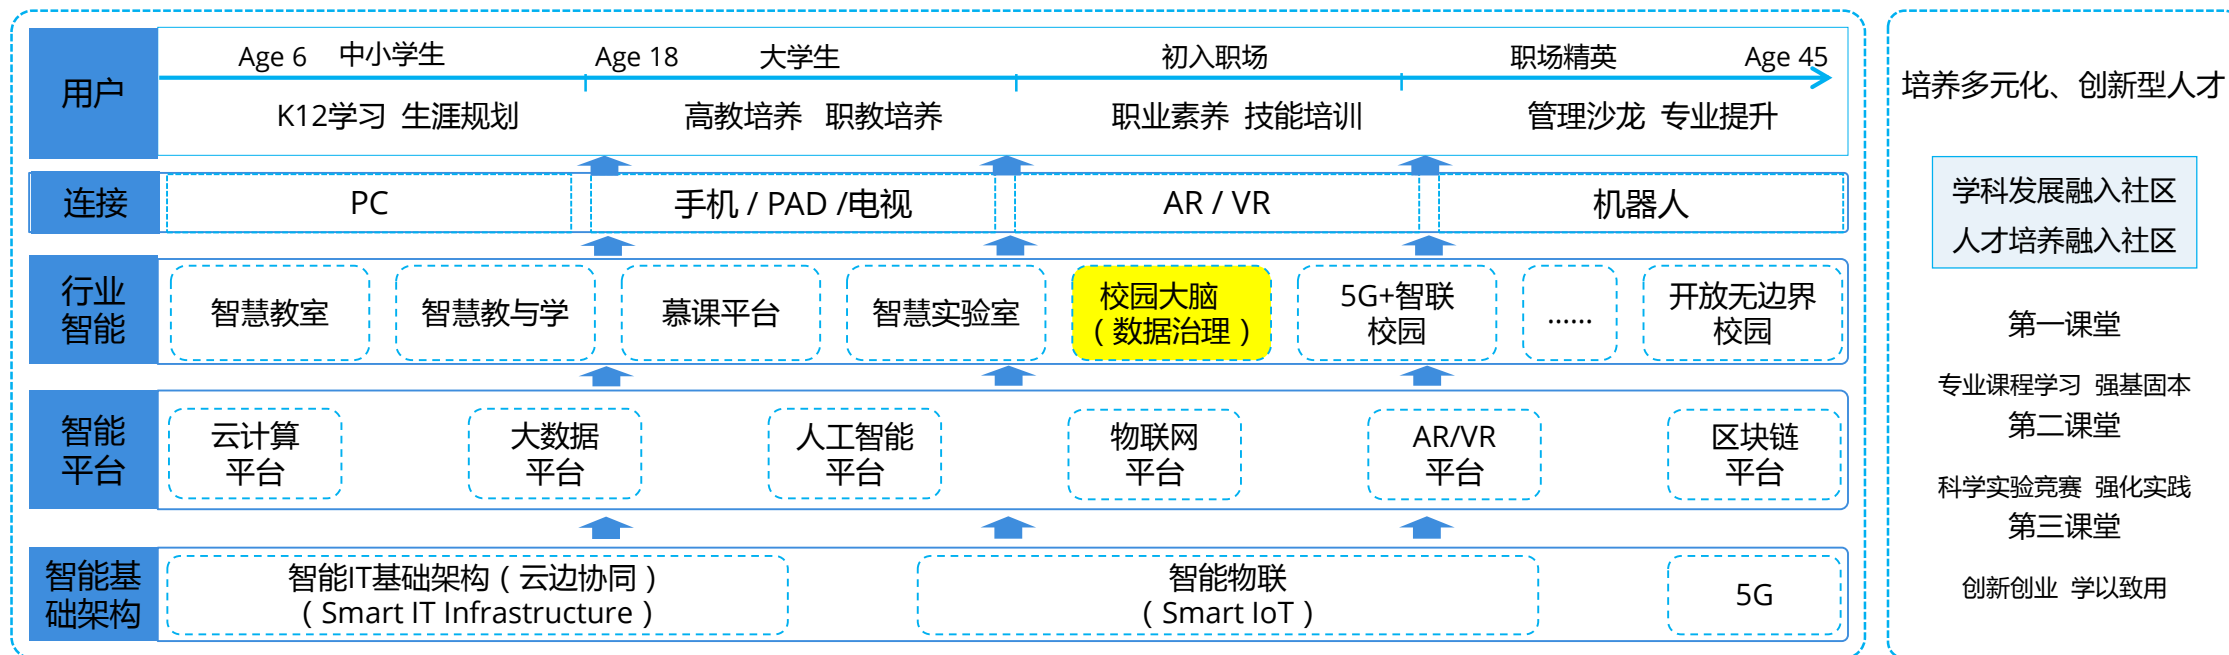 用户
Age 6 中小学生 Age 18 大学生 初入职场 职场精英 Age 45
K12学习 生涯规划 高教培养 职教培养 职业素养 技能培训 管理沙龙 专业提升
连接
PC
手机 / PAD /电视
AR / VR
机器人
行业
智能
智慧教室
智慧教与学
慕课平台
智慧实验室
校园大脑
（数据治理）
5G+智联
校园
......
开放无边界
校园
智能
平台
云计算
平台
大数据
平台
人工智能
平台
物联网
平台
AR/VR
平台
区块链
平台
智能基
础架构
智能IT基础架构（云边协同）
（Smart IT Infrastructure）
智能物联
（Smart IoT）
5G
培养多元化、创新型人才
学科发展融入社区
人才培养融入社区
第一课堂
专业课程学习 强基固本
第二课堂
科学实验竞赛 强化实践
第三课堂
创新创业 学以致用